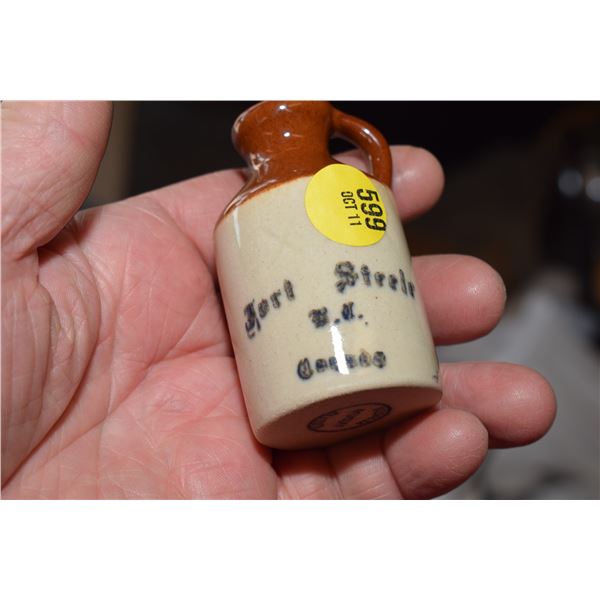 599
OCT 11
Fort Steele
B.C.
Canada